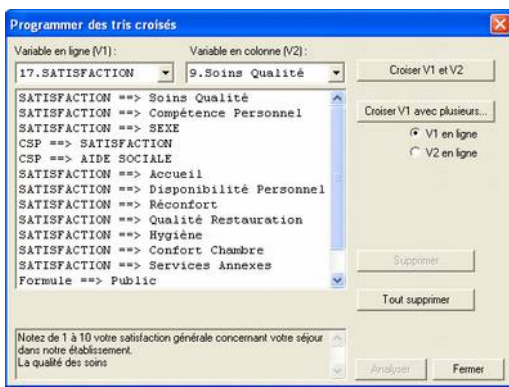 Programmer des tris croisés
Variable en ligne (V1) :
Variable en colonne (V2) :
17.SATISFACTION
9.Soins Qualité
Croiser V1 et V2
SATISFACTION ==> Soins Qualité
SATISFACTION ==> Compétence Personnel
SATISFACTION ==> SEXE
CSP ==> SATISFACTION
CSP ==> AIDE SOCIALE
SATISFACTION ==> Accueil
SATISFACTION ==> Disponibilité Personnel
SATISFACTION ==> Réconfort
SATISFACTION ==> Qualité Restauration
SATISFACTION ==> Hygiène
SATISFACTION ==> Confort Chambre
SATISFACTION ==> Services Annexes
Formule ==> Public
Croiser V1 avec plusieurs...
V1 en ligne
V2 en ligne
Supprimer
Tout supprimer
Notez de 1 à 10 votre satisfaction générale concernant votre séjour
dans notre établissement.
La qualité des soins
Analyser
Fermer